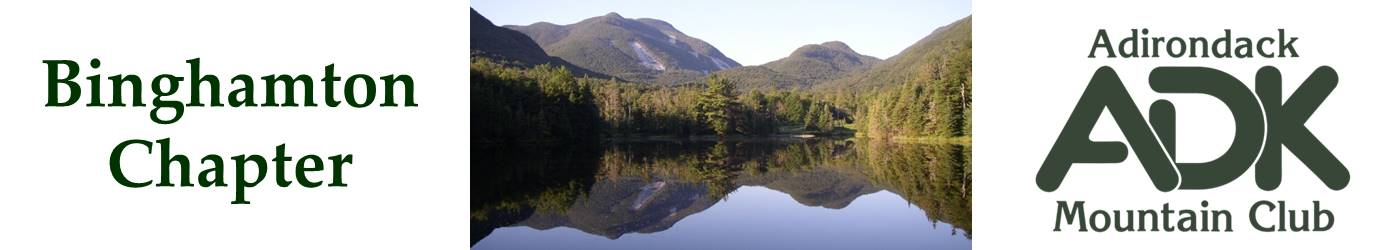 Binghamton
Chapter
Adirondack
ADK
Mountain Club